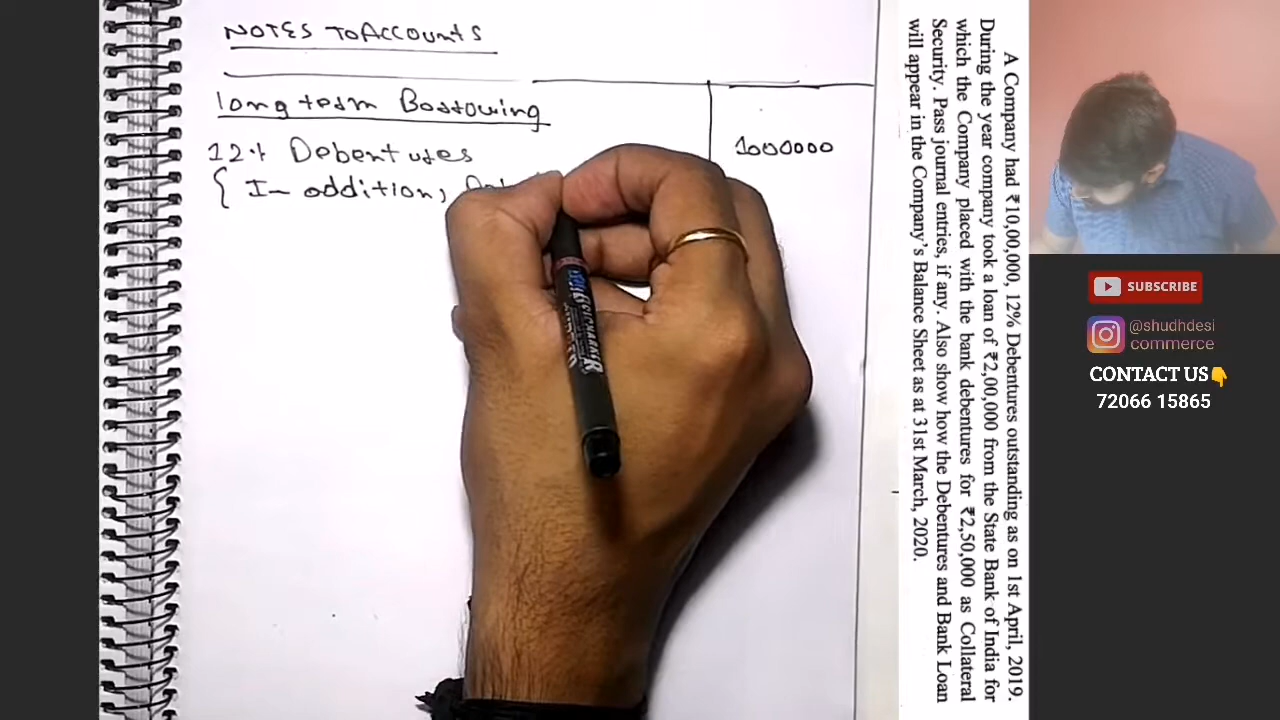 NOTES To Accounts
long term Borrowing
12% Debentures
1000000
{ In addition,
A Company had ₹10,00,000, 12% Debentures outstanding as on 1st April, 2019.
During the year company took a loan of ₹2,00,000 from the State Bank of India for
which the Company placed with the bank debentures for ₹2,50,000 as Collateral
Security. Pass journal entries, if any. Also show how the Debentures and Bank Loan
will appear in the Company's Balance Sheet as at 31st March, 2020.
SUBSCRIBE
@shudhdesi
commerce
CONTACT US👇
72066 15865